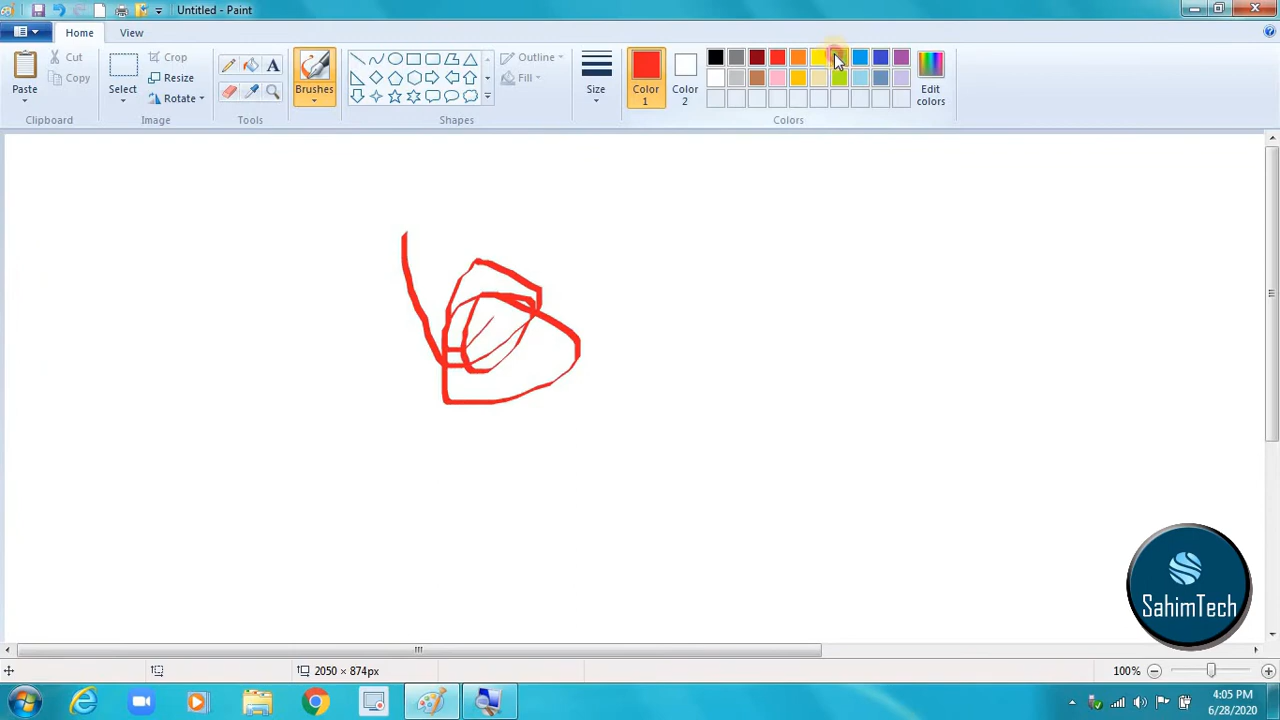 Untitled - Paint
Home
View
Paste
Cut
Copy
Clipboard
Select
Crop
Resize
Rotate
Image
Tools
Brushes
Outline
Fill
Shapes
Size
Color 1
Color 2
Edit colors
Colors
SahimTech
2050 × 874px
100%
4:05 PM
6/28/2020